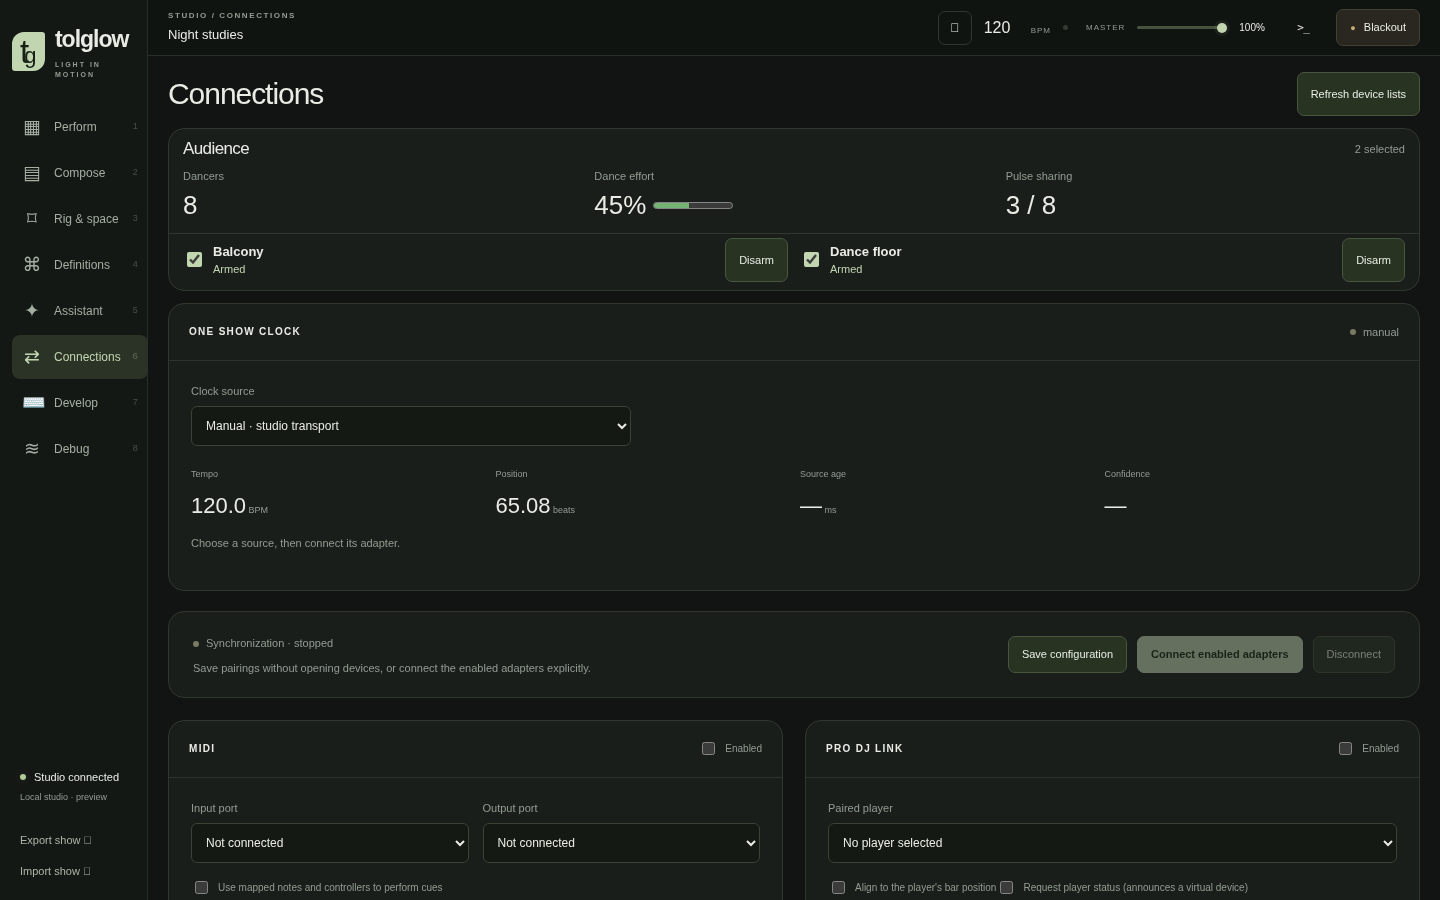 tg
tolglow
LIGHT IN
MOTION
Perform 1
Compose 2
Rig & space 3
Definitions 4
Assistant 5
Connections 6
Develop 7
Debug 8
Studio connected
Local studio · preview
Export show
Import show
STUDIO / CONNECTIONS
Night studies
120 BPM
MASTER 100%
>_
Blackout
Connections
Refresh device lists
Audience
2 selected
Dancers
8
Dance effort
45%
Pulse sharing
3 / 8
Balcony
Armed
Disarm
Dance floor
Armed
Disarm
ONE SHOW CLOCK
manual
Clock source
Manual · studio transport
Tempo
120.0 BPM
Position
65.08 beats
Source age
— ms
Confidence
—
Choose a source, then connect its adapter.
Synchronization · stopped
Save pairings without opening devices, or connect the enabled adapters explicitly.
Save configuration
Connect enabled adapters
Disconnect
MIDI
Enabled
Input port
Not connected
Output port
Not connected
Use mapped notes and controllers to perform cues
PRO DJ LINK
Enabled
Paired player
No player selected
Align to the player's bar position
Request player status (announces a virtual device)